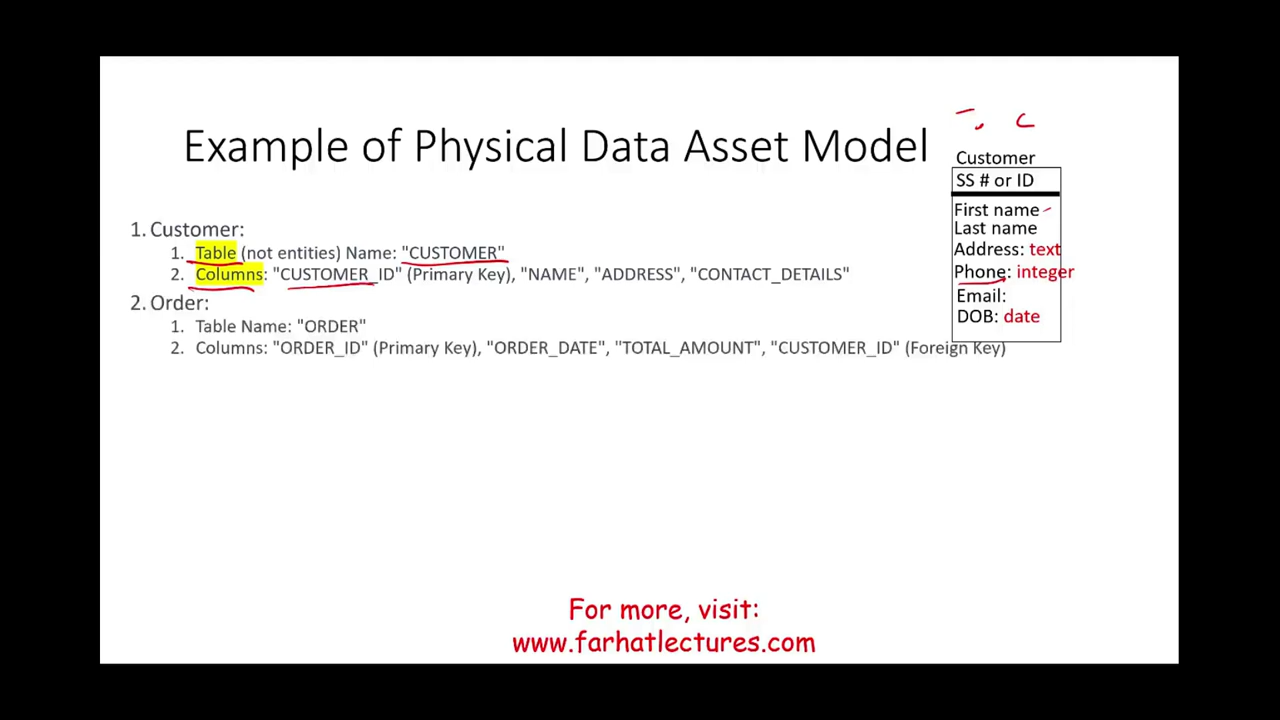 Example of Physical Data Asset Model
1. Customer:
1. Table (not entities) Name: "CUSTOMER"
2. Columns: "CUSTOMER_ID" (Primary Key), "NAME", "ADDRESS", "CONTACT_DETAILS"
2. Order:
1. Table Name: "ORDER"
2. Columns: "ORDER_ID" (Primary Key), "ORDER_DATE", "TOTAL_AMOUNT", "CUSTOMER_ID" (Foreign Key)
Customer
SS # or ID
First name
Last name
Address: text
Phone: integer
Email:
DOB: date
For more, visit:
www.farhatlectures.com